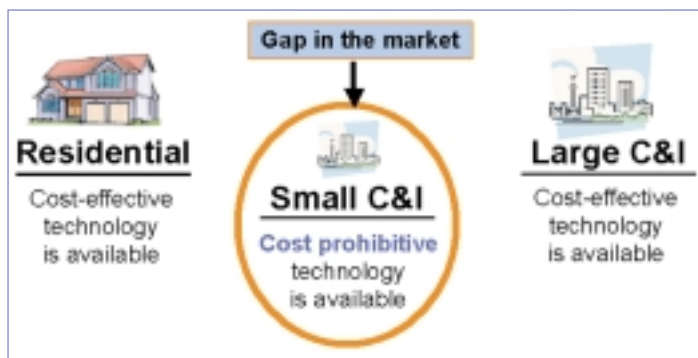 Gap in the market
Residential
Cost-effective
technology
is available
Small C&I
Cost prohibitive
technology
is available
Large C&I
Cost-effective
technology
is available